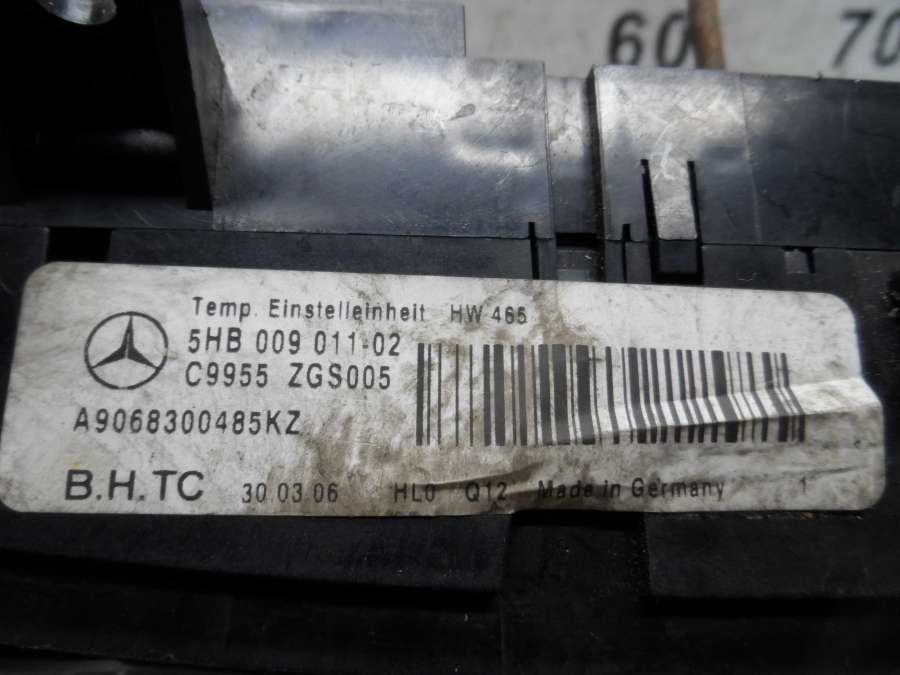 60 70
Temp. Einstelleinheit HW 465
5HB 009 011-02
C9955 ZGS005
A9068300485KZ
B.H.TC 30.03.06 HL0 Q12 Made in Germany 1